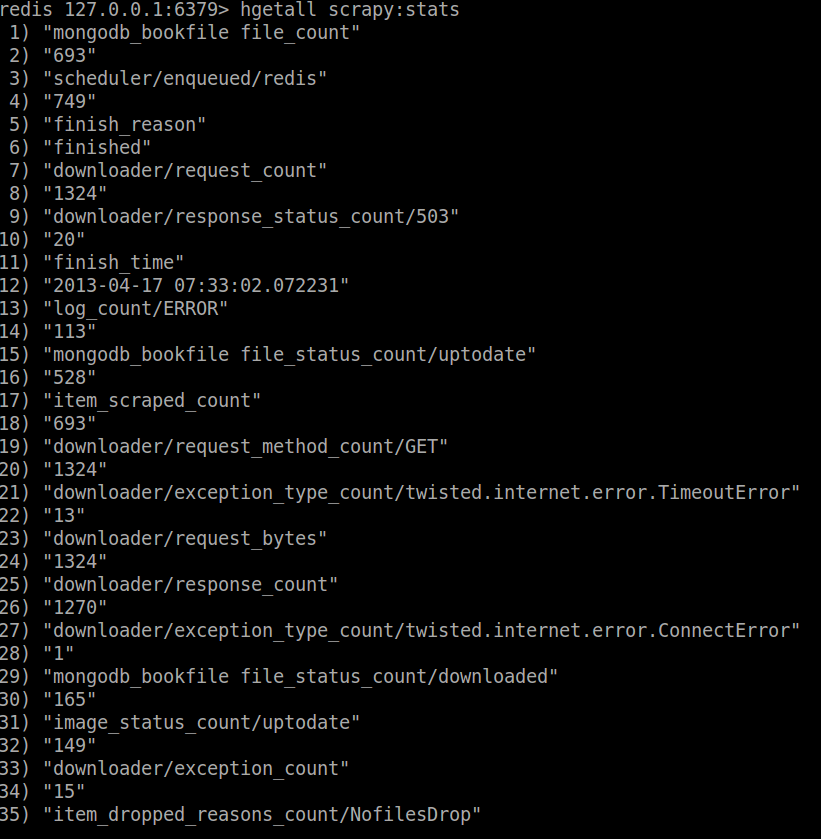 redis 127.0.0.1:6379> hgetall scrapy:stats
1) "mongodb_bookfile file_count"
2) "693"
3) "scheduler/enqueued/redis"
4) "749"
5) "finish_reason"
6) "finished"
7) "downloader/request_count"
8) "1324"
9) "downloader/response_status_count/503"
10) "20"
11) "finish_time"
12) "2013-04-17 07:33:02.072231"
13) "log_count/ERROR"
14) "113"
15) "mongodb_bookfile file_status_count/uptodate"
16) "528"
17) "item_scraped_count"
18) "693"
19) "downloader/request_method_count/GET"
20) "1324"
21) "downloader/exception_type_count/twisted.internet.error.TimeoutError"
22) "13"
23) "downloader/request_bytes"
24) "1324"
25) "downloader/response_count"
26) "1270"
27) "downloader/exception_type_count/twisted.internet.error.ConnectError"
28) "1"
29) "mongodb_bookfile file_status_count/downloaded"
30) "165"
31) "image_status_count/uptodate"
32) "149"
33) "downloader/exception_count"
34) "15"
35) "item_dropped_reasons_count/NofilesDrop"